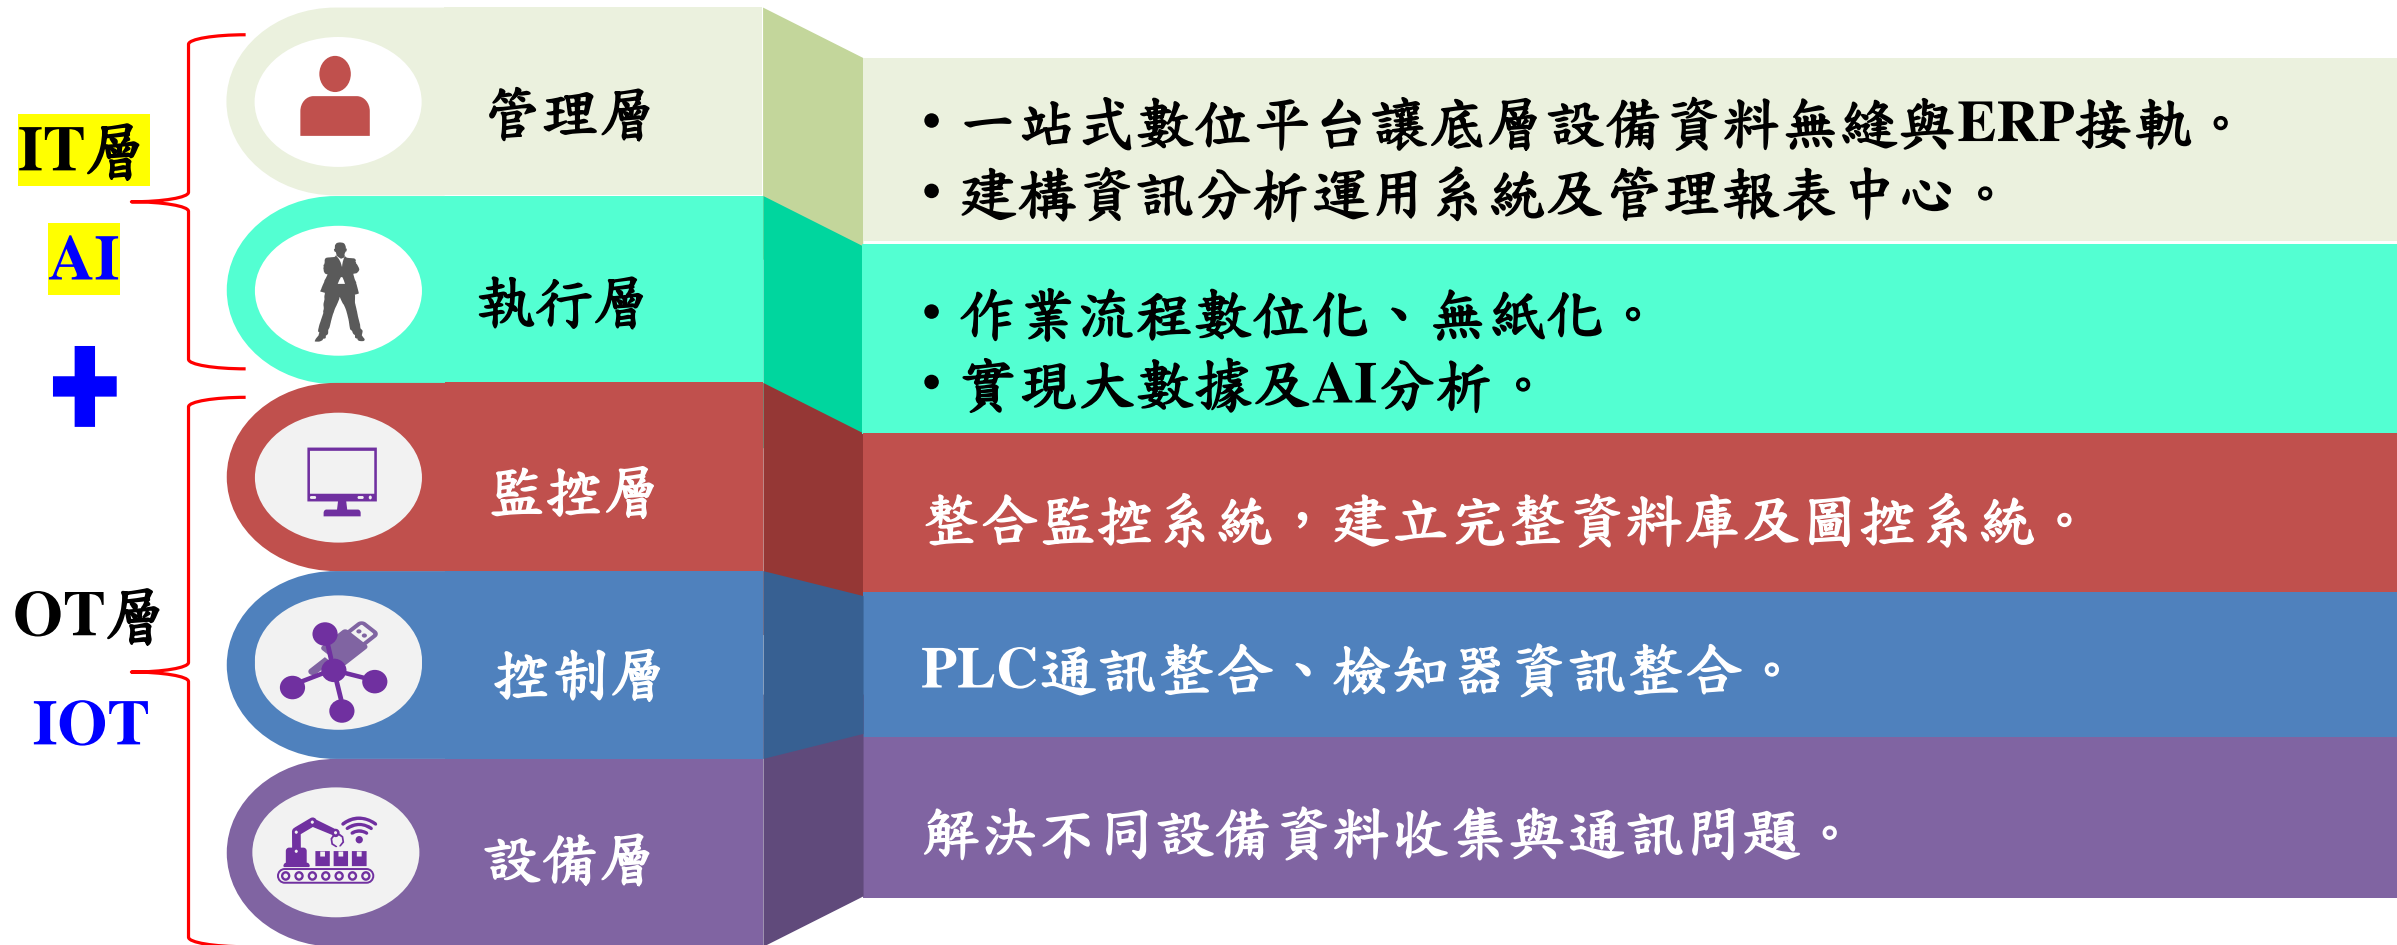 IT層
AI
OT層
IOT
管理層
• 一站式數位平台讓底層設備資料無縫與ERP接軌。
• 建構資訊分析運用系統及管理報表中心。
執行層
• 作業流程數位化、無紙化。
• 實現大數據及AI分析。
監控層
整合監控系統，建立完整資料庫及圖控系統。
控制層
PLC通訊整合、檢知器資訊整合。
設備層
解決不同設備資料收集與通訊問題。